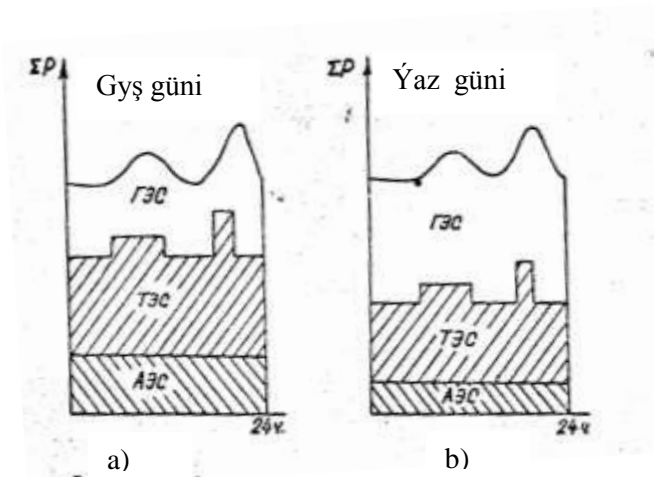 ΣP
Gyş güni
ГЭС
ТЭС
АЭС
24ч.
a)
ΣP
Ýaz güni
ГЭС
ТЭС
АЭС
24ч.
b)